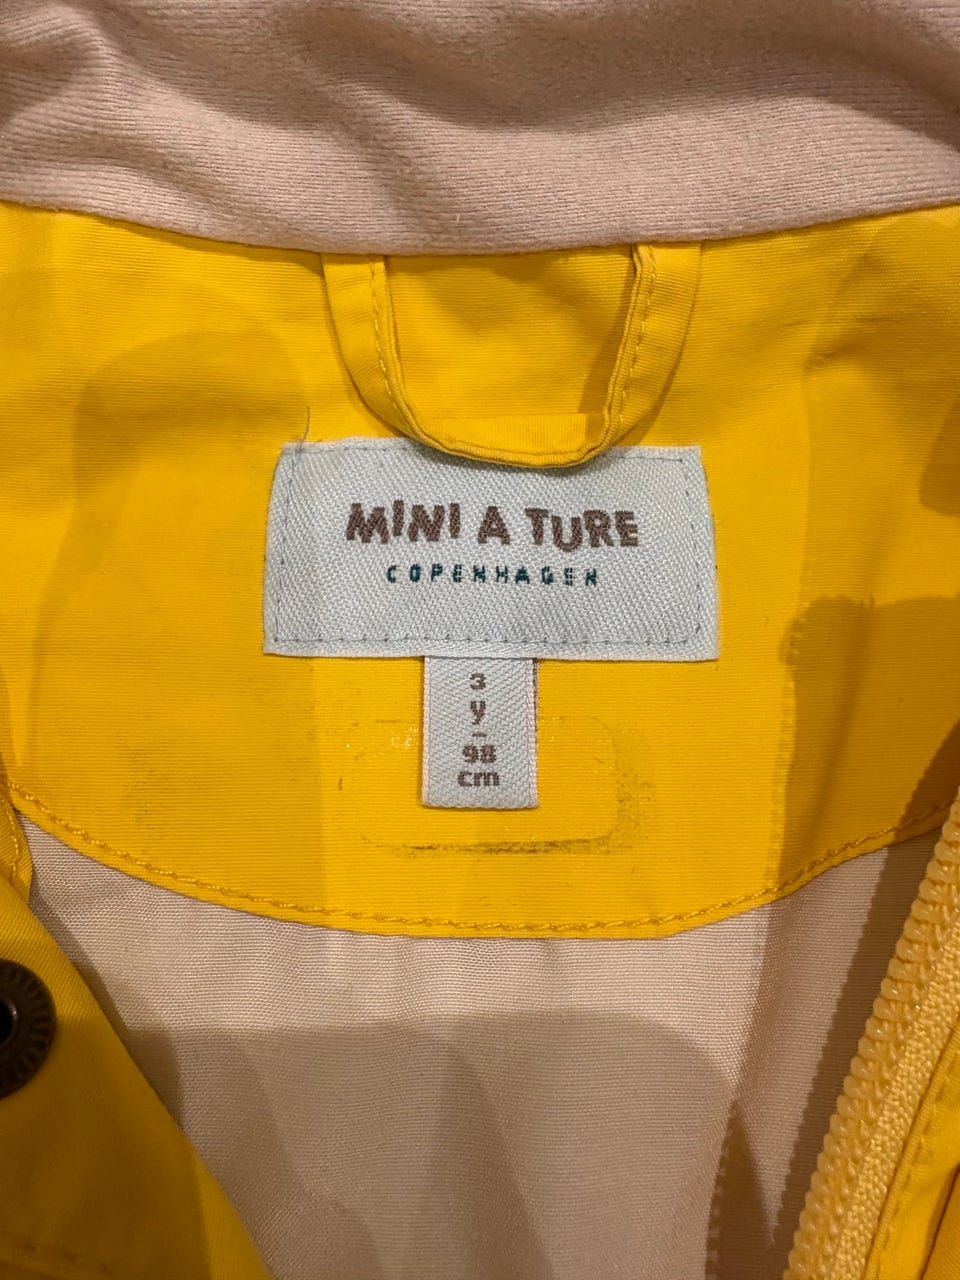 MINI A TURE
COPENHAGEN
3
y
-
98
cm